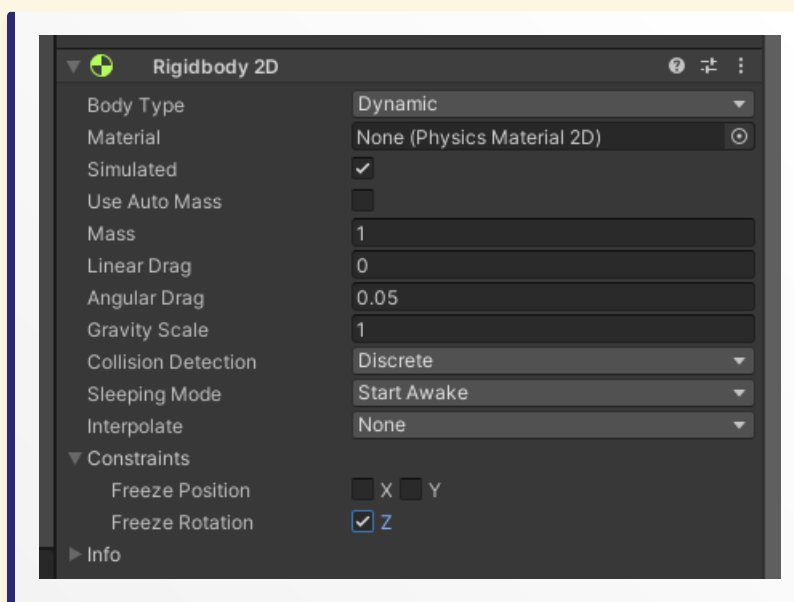 Rigidbody 2D
Body Type Dynamic
Material None (Physics Material 2D)
Simulated
Use Auto Mass
Mass 1
Linear Drag 0
Angular Drag 0.05
Gravity Scale 1
Collision Detection Discrete
Sleeping Mode Start Awake
Interpolate None
Constraints
Freeze Position X Y
Freeze Rotation Z
Info